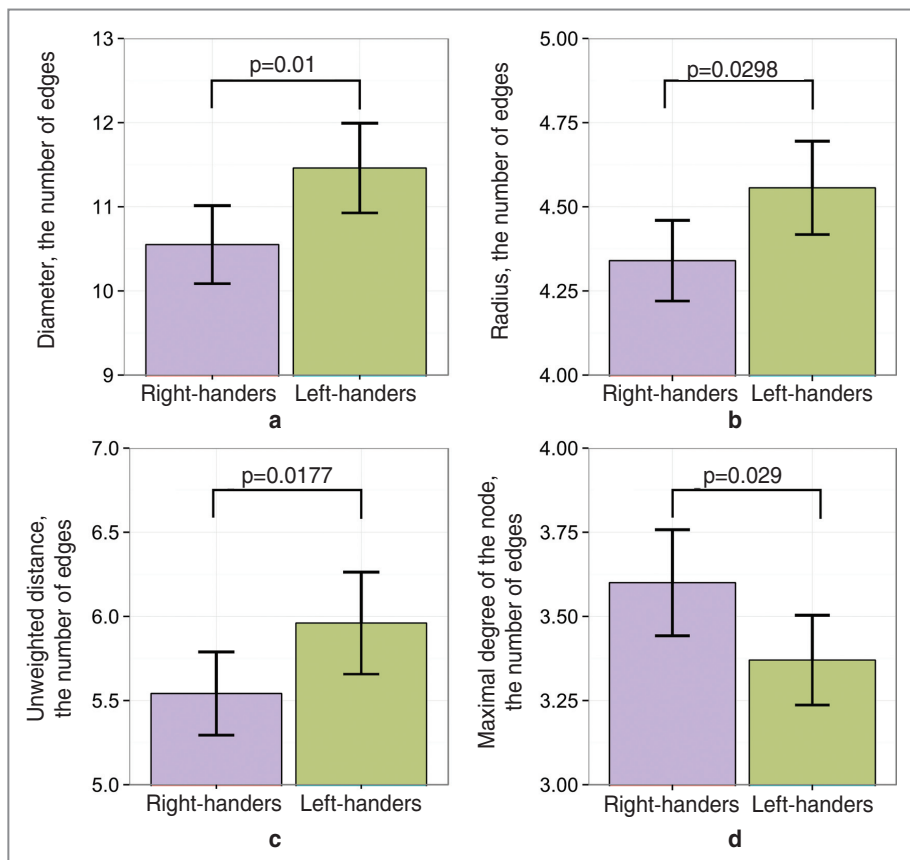 Diameter, the number of edges
13
12
11
10
9
p=0.01
Right-handers
Left-handers
a
Radius, the number of edges
5.00
4.75
4.50
4.25
4.00
p=0.0298
Right-handers
Left-handers
b
Unweighted distance,
the number of edges
7.0
6.5
6.0
5.5
5.0
p=0.0177
Right-handers
Left-handers
c
Maximal degree of the node,
the number of edges
4.00
3.75
3.50
3.25
3.00
p=0.029
Right-handers
Left-handers
d